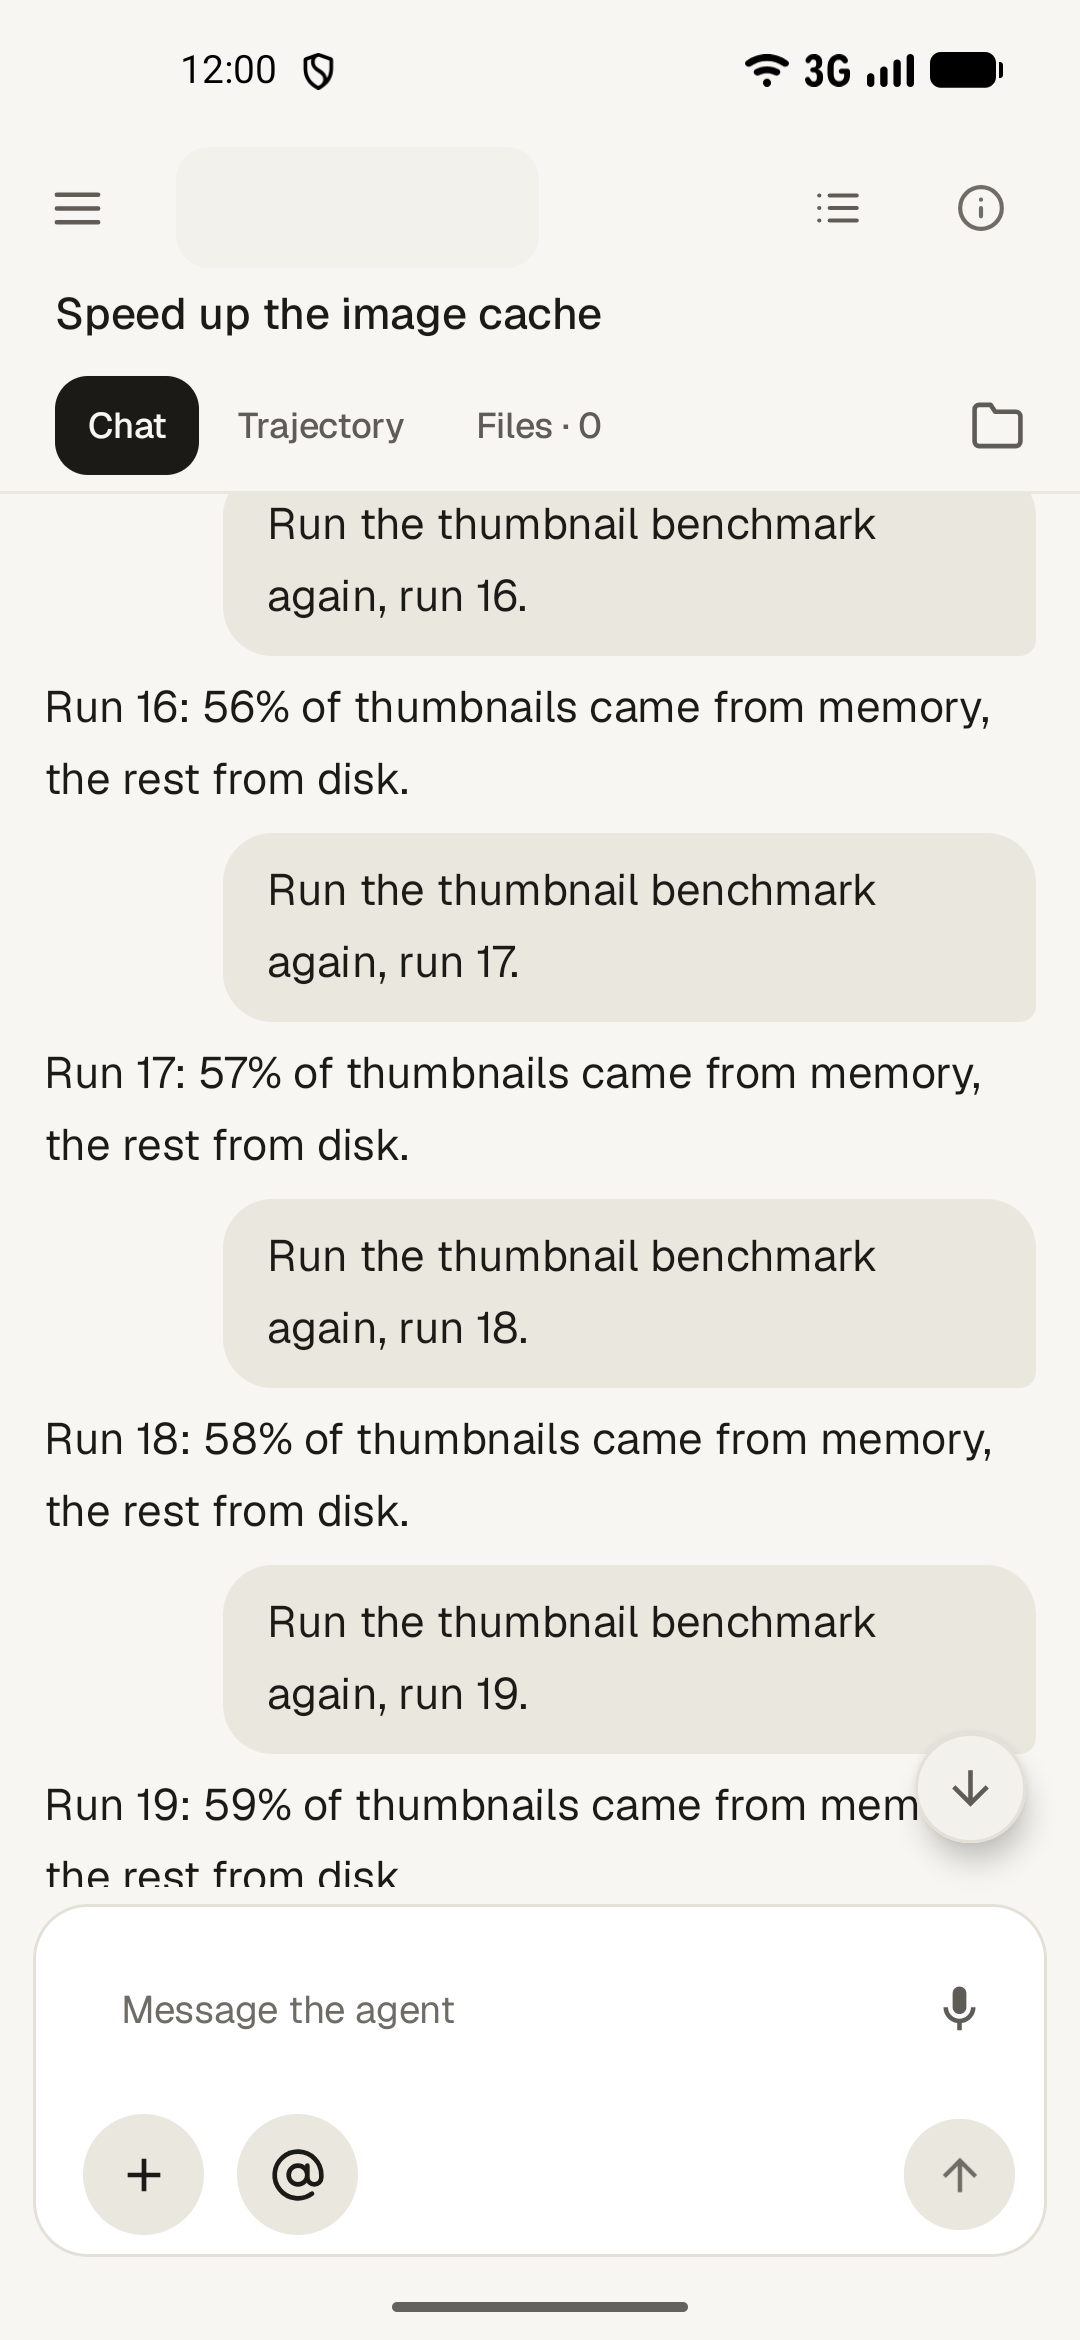 12:00
3G
Speed up the image cache
Chat
Trajectory
Files · 0
Run the thumbnail benchmark
again, run 16.
Run 16: 56% of thumbnails came from memory,
the rest from disk.
Run the thumbnail benchmark
again, run 17.
Run 17: 57% of thumbnails came from memory,
the rest from disk.
Run the thumbnail benchmark
again, run 18.
Run 18: 58% of thumbnails came from memory,
the rest from disk.
Run the thumbnail benchmark
again, run 19.
Run 19: 59% of thumbnails came from mem
the rest from disk
Message the agent